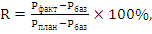 R = (Pфакт − Pбаз) / (Pплан − Pбаз) × 100%,